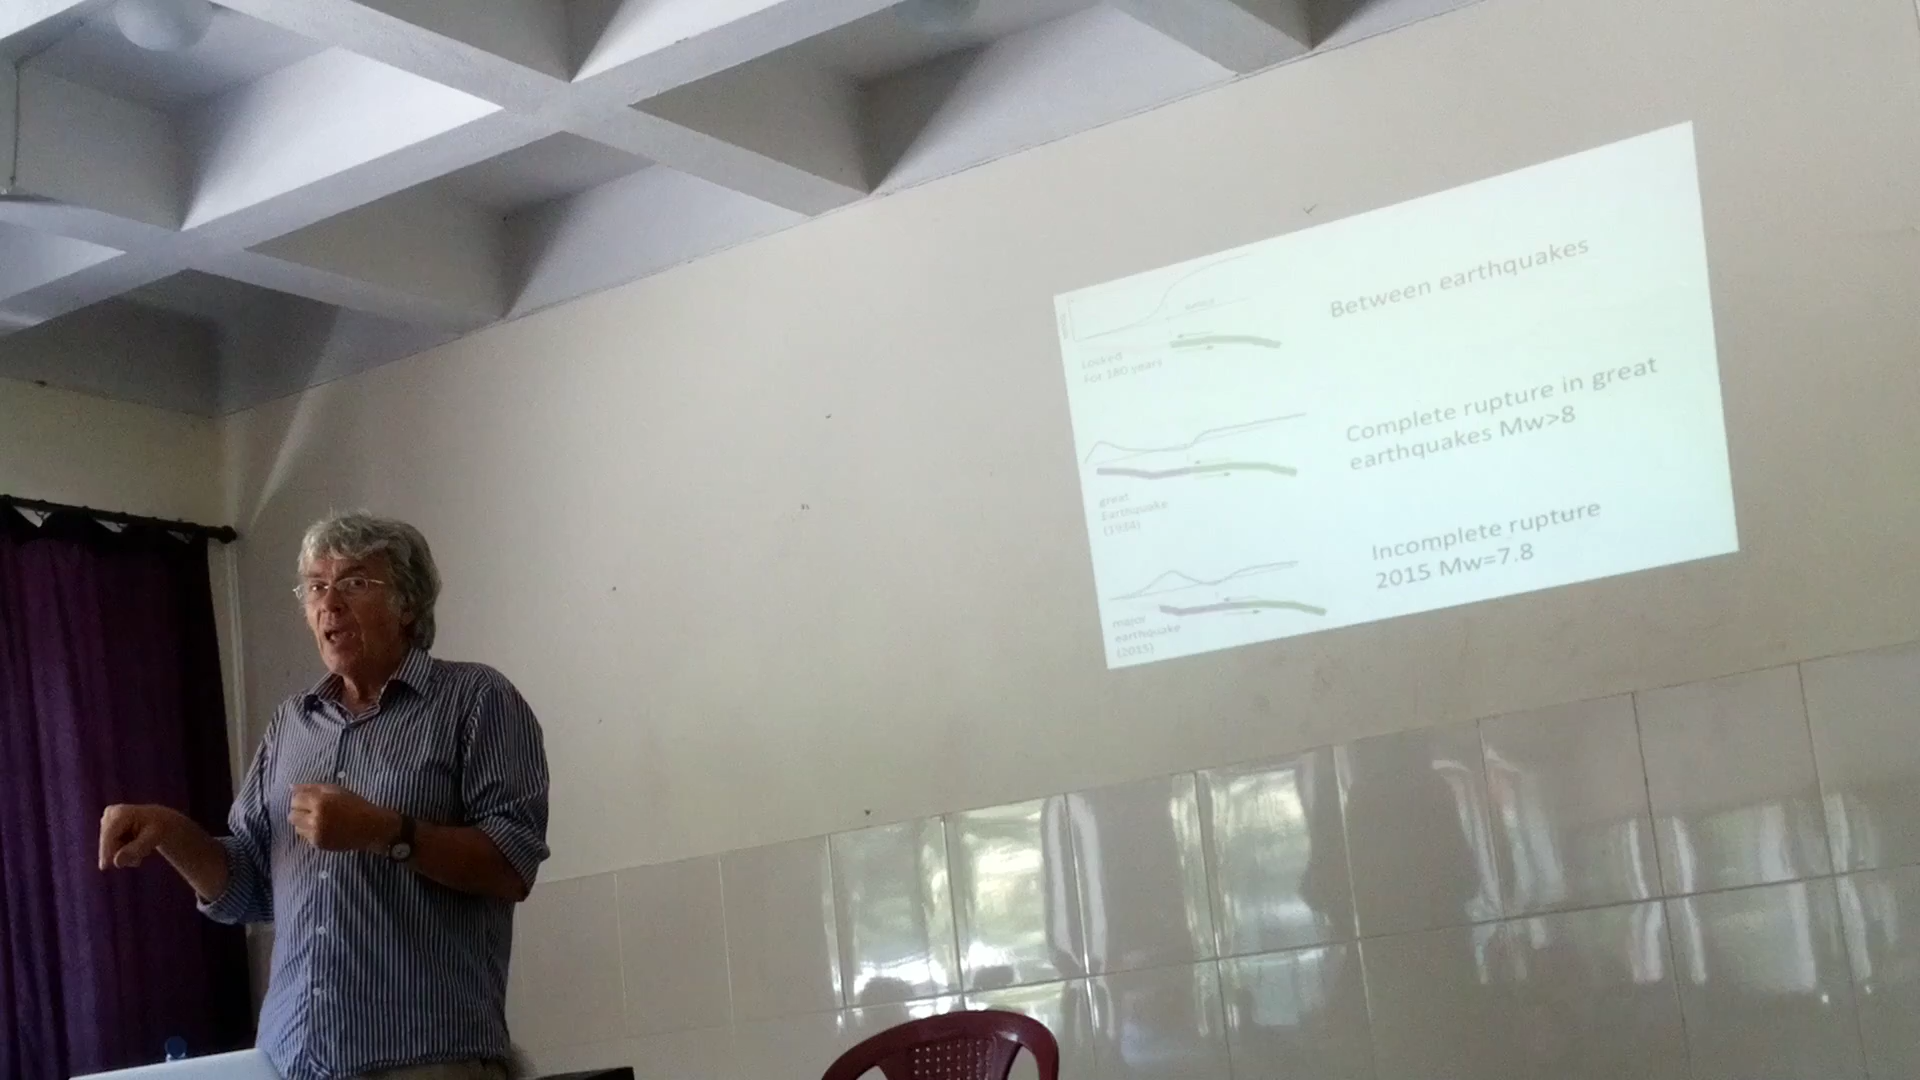 Between earthquakes
Locked
For 180 years
Complete rupture in great
earthquakes Mw>8
great
Earthquake
(1934)
Incomplete rupture
2015 Mw=7.8
major
earthquake
(2015)